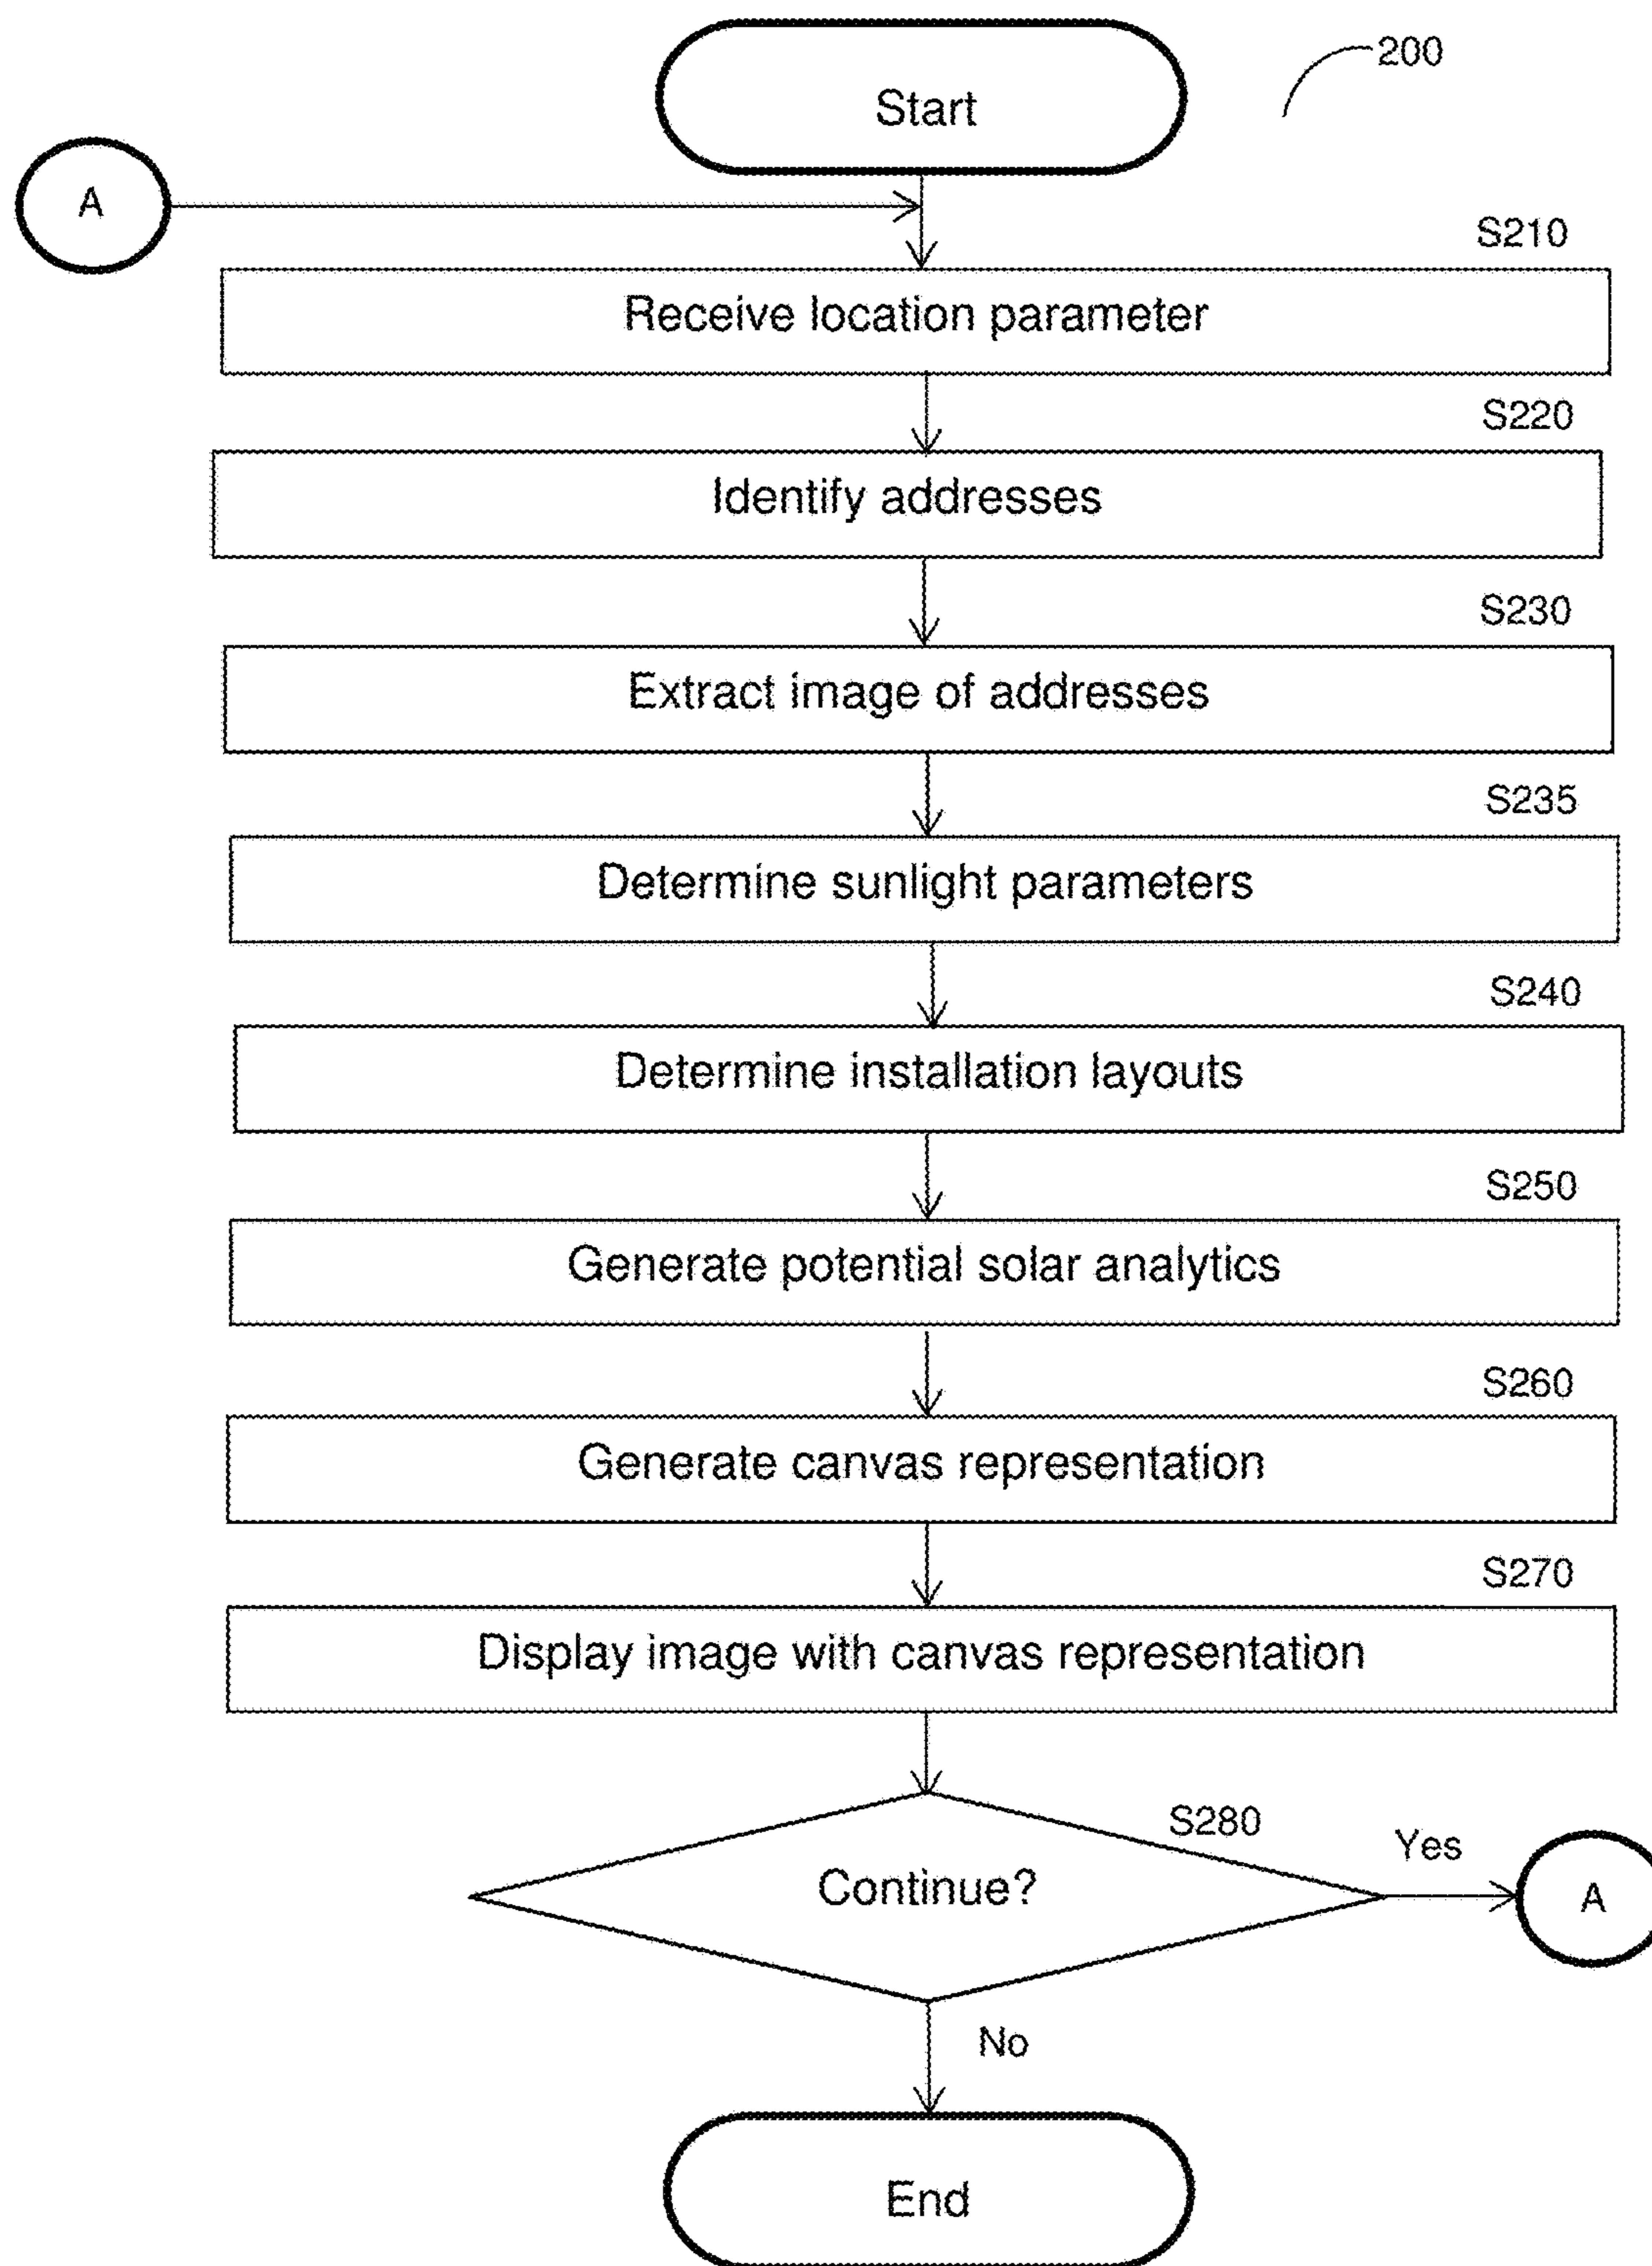 Start
200
A
S210
Receive location parameter
S220
Identify addresses
S230
Extract image of addresses
S235
Determine sunlight parameters
S240
Determine installation layouts
S250
Generate potential solar analytics
S260
Generate canvas representation
S270
Display image with canvas representation
S280
Continue?
Yes
A
No
End